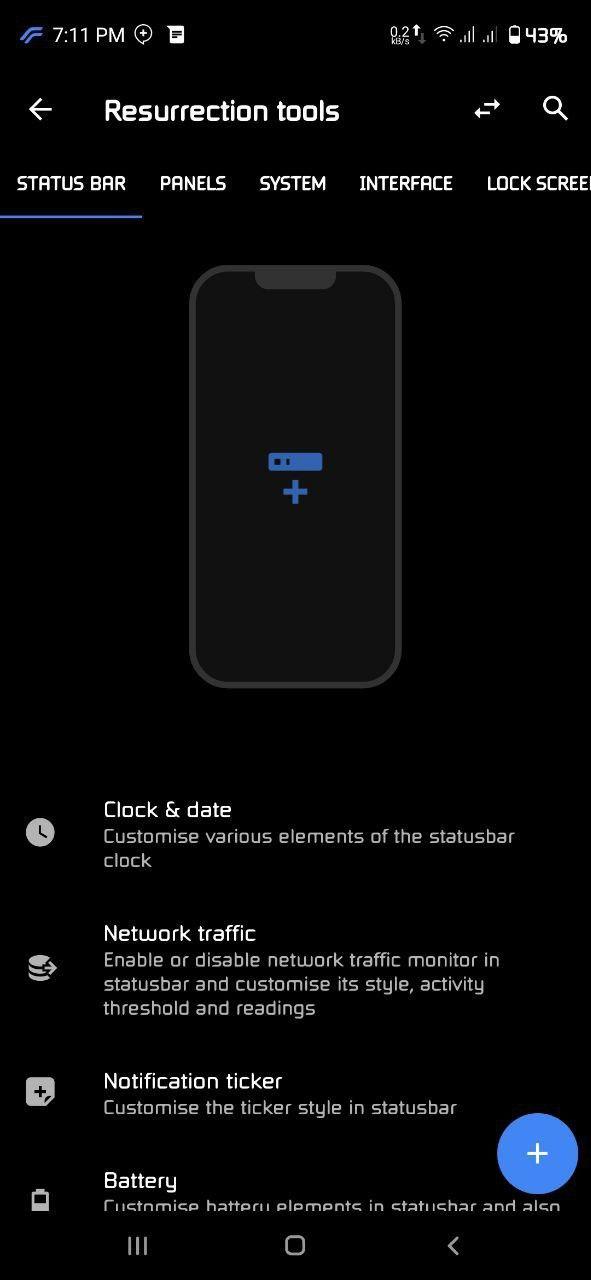 7:11 PM
0.2
kB/s
43%
Resurrection tools
STATUS BAR PANELS SYSTEM INTERFACE LOCK SCREE
Clock & date
Customise various elements of the statusbar
clock
Network traffic
Enable or disable network traffic monitor in
statusbar and customise its style, activity
threshold and readings
Notification ticker
Customise the ticker style in statusbar
Battery
Customise battery elements in statusbar and also